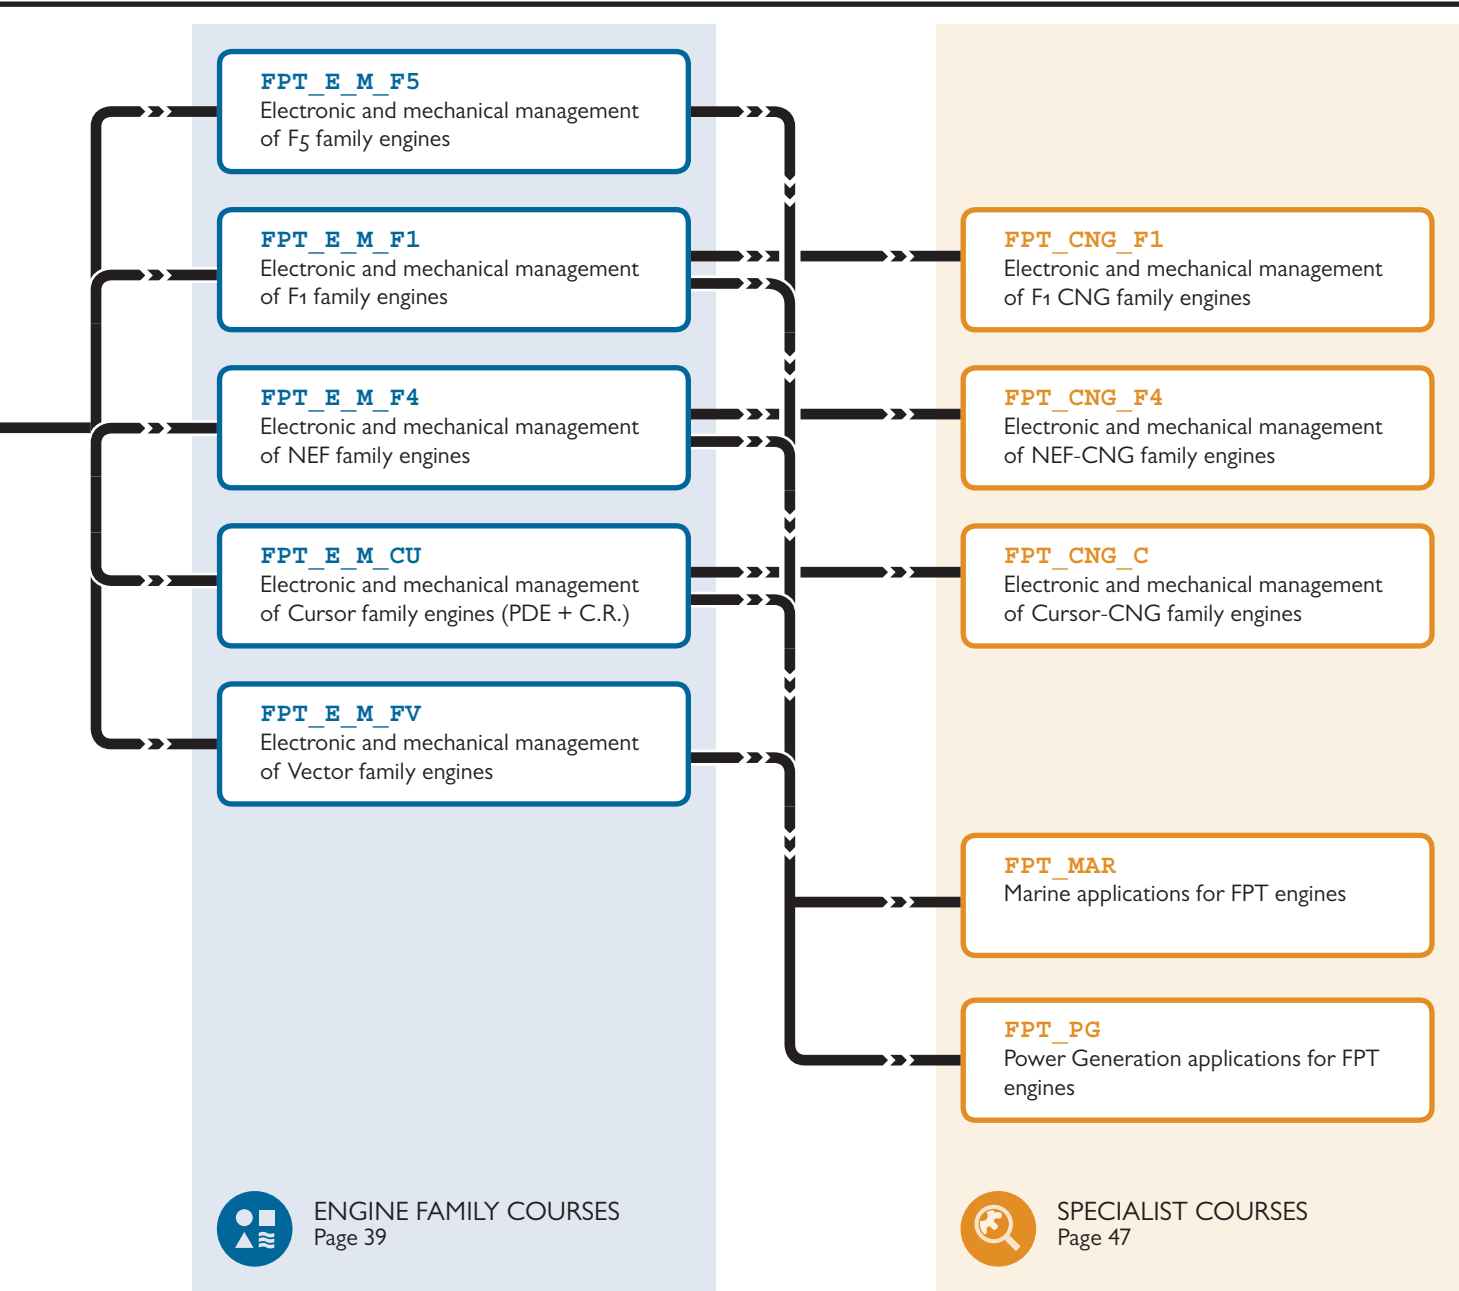 FPT_E_M_F5
Electronic and mechanical management
of F5 family engines
FPT_E_M_F1
Electronic and mechanical management
of F1 family engines
FPT_E_M_F4
Electronic and mechanical management
of NEF family engines
FPT_E_M_CU
Electronic and mechanical management
of Cursor family engines (PDE + C.R.)
FPT_E_M_FV
Electronic and mechanical management
of Vector family engines
ENGINE FAMILY COURSES
Page 39
FPT_CNG_F1
Electronic and mechanical management
of F1 CNG family engines
FPT_CNG_F4
Electronic and mechanical management
of NEF-CNG family engines
FPT_CNG_C
Electronic and mechanical management
of Cursor-CNG family engines
FPT_MAR
Marine applications for FPT engines
FPT_PG
Power Generation applications for FPT
engines
SPECIALIST COURSES
Page 47